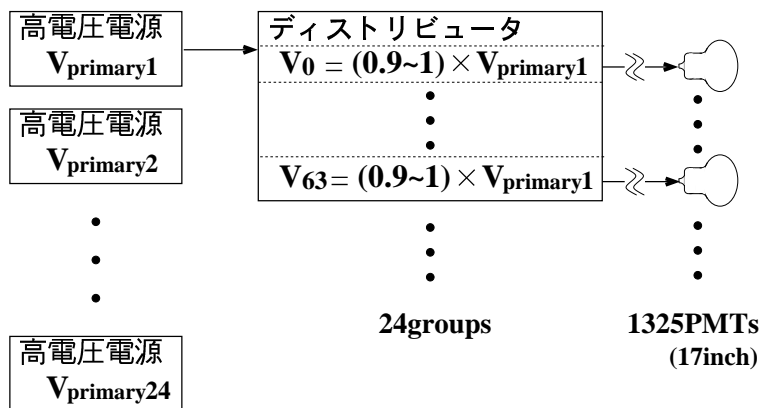 高電圧電源
Vprimary1
ディストリビュータ
V0 = (0.9~1) × Vprimary1
高電圧電源
Vprimary2
V63 = (0.9~1) × Vprimary1
24groups
1325PMTs
(17inch)
高電圧電源
Vprimary24